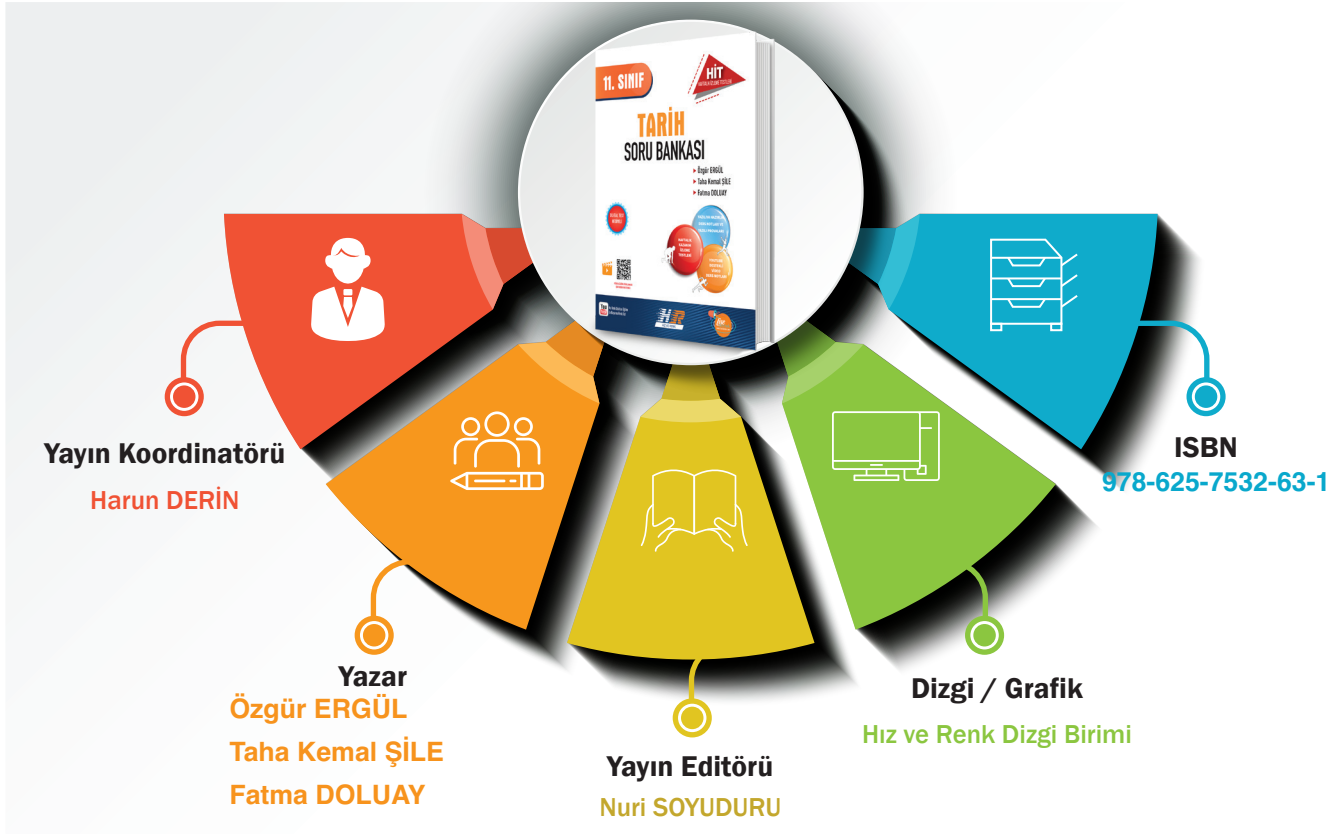 11. SINIF
HİT
TARİH
SORU BANKASI
Özgür ERGÜL
Taha Kemal ŞİLE
Fatma DOLUAY
HR
Yayın Koordinatörü
Harun DERİN
Yazar
Özgür ERGÜL
Taha Kemal ŞİLE
Fatma DOLUAY
Yayın Editörü
Nuri SOYUDURU
Dizgi / Grafik
Hız ve Renk Dizgi Birimi
ISBN
978-625-7532-63-1